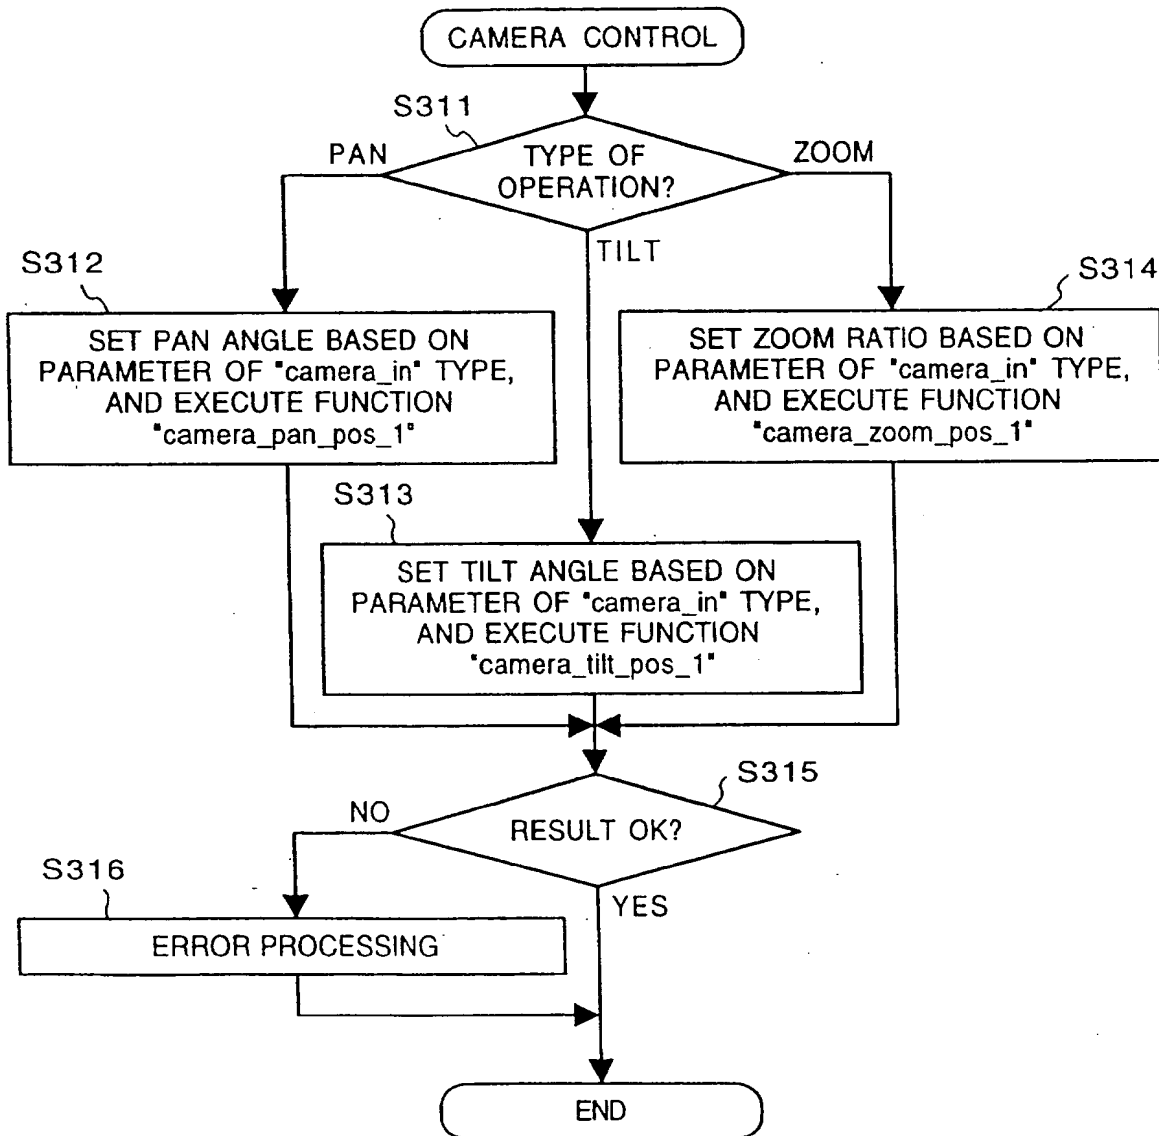 CAMERA CONTROL
S311
PAN
TYPE OF
OPERATION?
ZOOM
TILT
S312
SET PAN ANGLE BASED ON
PARAMETER OF "camera_in" TYPE,
AND EXECUTE FUNCTION
"camera_pan_pos_1"
S314
SET ZOOM RATIO BASED ON
PARAMETER OF "camera_in" TYPE,
AND EXECUTE FUNCTION
"camera_zoom_pos_1"
S313
SET TILT ANGLE BASED ON
PARAMETER OF "camera_in" TYPE,
AND EXECUTE FUNCTION
"camera_tilt_pos_1"
S315
NO
RESULT OK?
YES
S316
ERROR PROCESSING
END